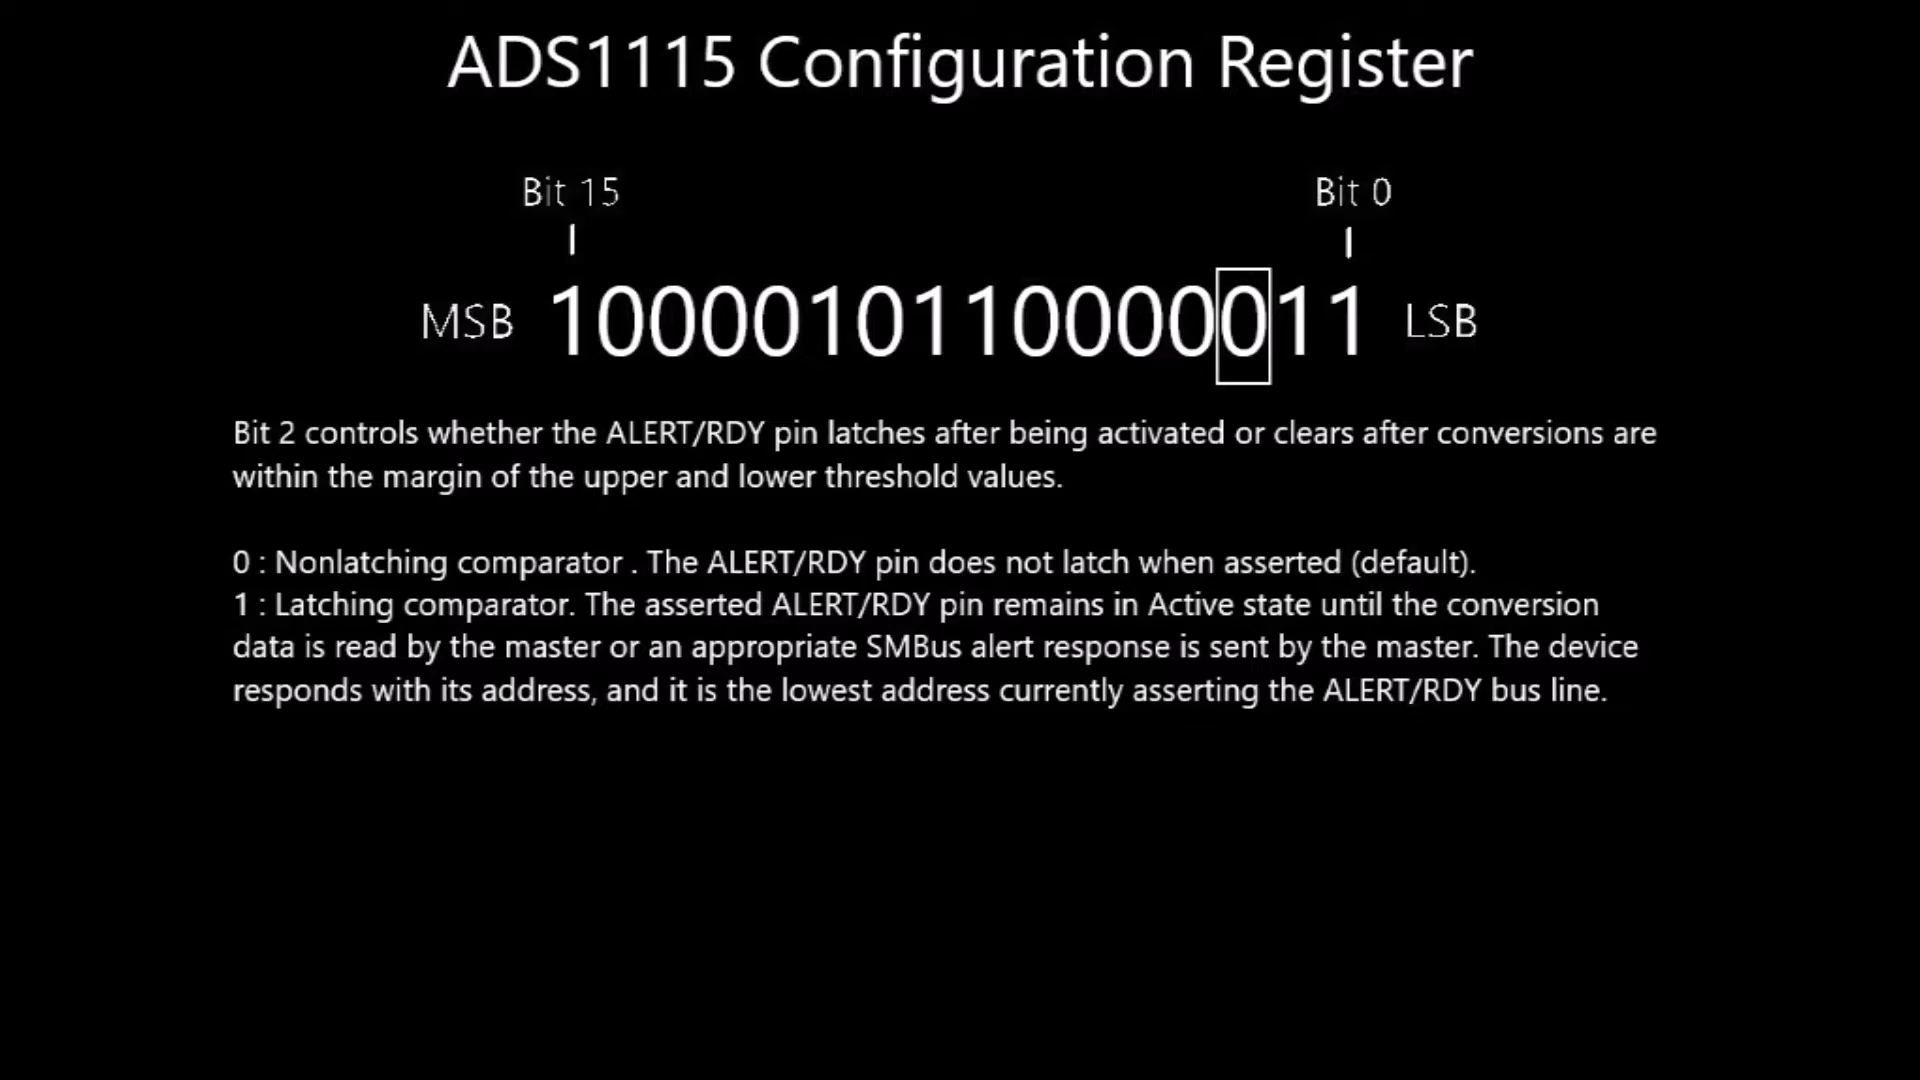 ADS1115 Configuration Register
Bit 15 Bit 0
MSB 1000010110000011 LSB
Bit 2 controls whether the ALERT/RDY pin latches after being activated or clears after conversions are
within the margin of the upper and lower threshold values.
0 : Nonlatching comparator . The ALERT/RDY pin does not latch when asserted (default).
1 : Latching comparator. The asserted ALERT/RDY pin remains in Active state until the conversion
data is read by the master or an appropriate SMBus alert response is sent by the master. The device
responds with its address, and it is the lowest address currently asserting the ALERT/RDY bus line.